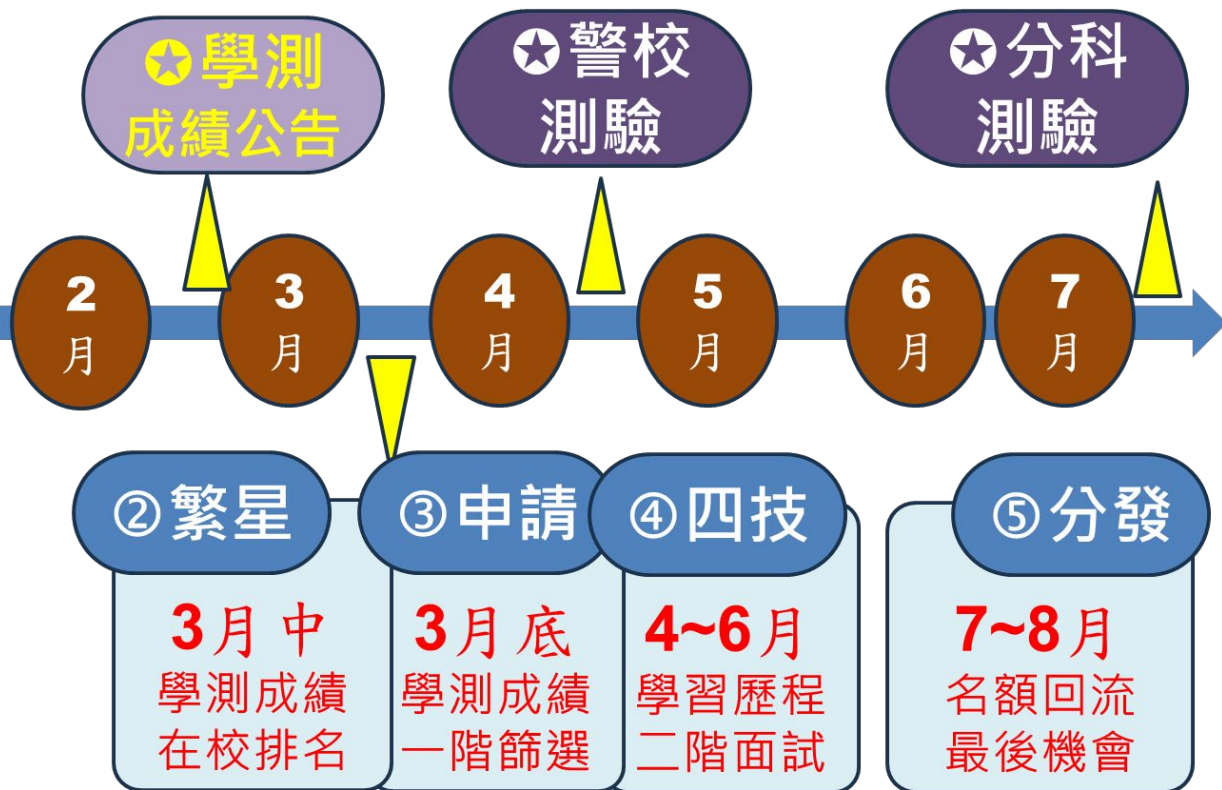 ✪學測
成績公告
✪警校
測驗
✪分科
測驗
2
月
3
月
4
月
5
月
6
月
7
月
②繁星
3月中
學測成績
在校排名
③申請
3月底
學測成績
一階篩選
④四技
4~6月
學習歷程
二階面試
⑤分發
7~8月
名額回流
最後機會